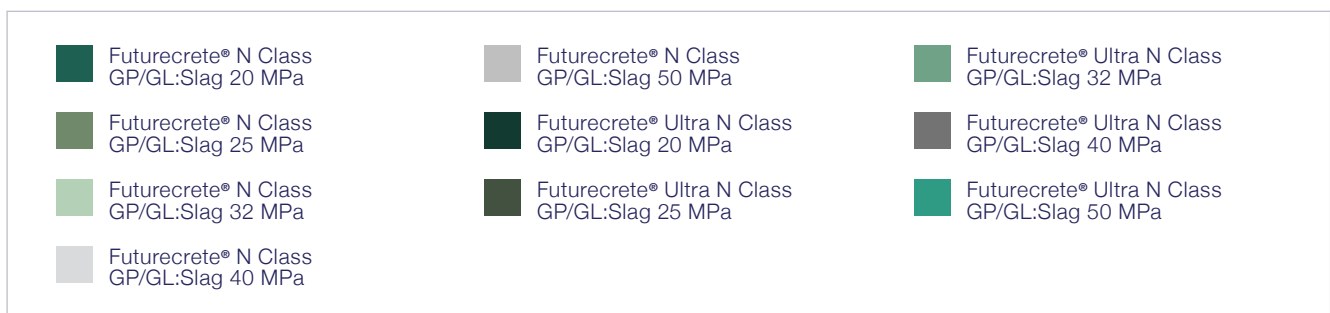 Futurecrete® N Class
GP/GL:Slag 20 MPa
Futurecrete® N Class
GP/GL:Slag 25 MPa
Futurecrete® N Class
GP/GL:Slag 32 MPa
Futurecrete® N Class
GP/GL:Slag 40 MPa
Futurecrete® N Class
GP/GL:Slag 50 MPa
Futurecrete® Ultra N Class
GP/GL:Slag 20 MPa
Futurecrete® Ultra N Class
GP/GL:Slag 25 MPa
Futurecrete® Ultra N Class
GP/GL:Slag 32 MPa
Futurecrete® Ultra N Class
GP/GL:Slag 40 MPa
Futurecrete® Ultra N Class
GP/GL:Slag 50 MPa